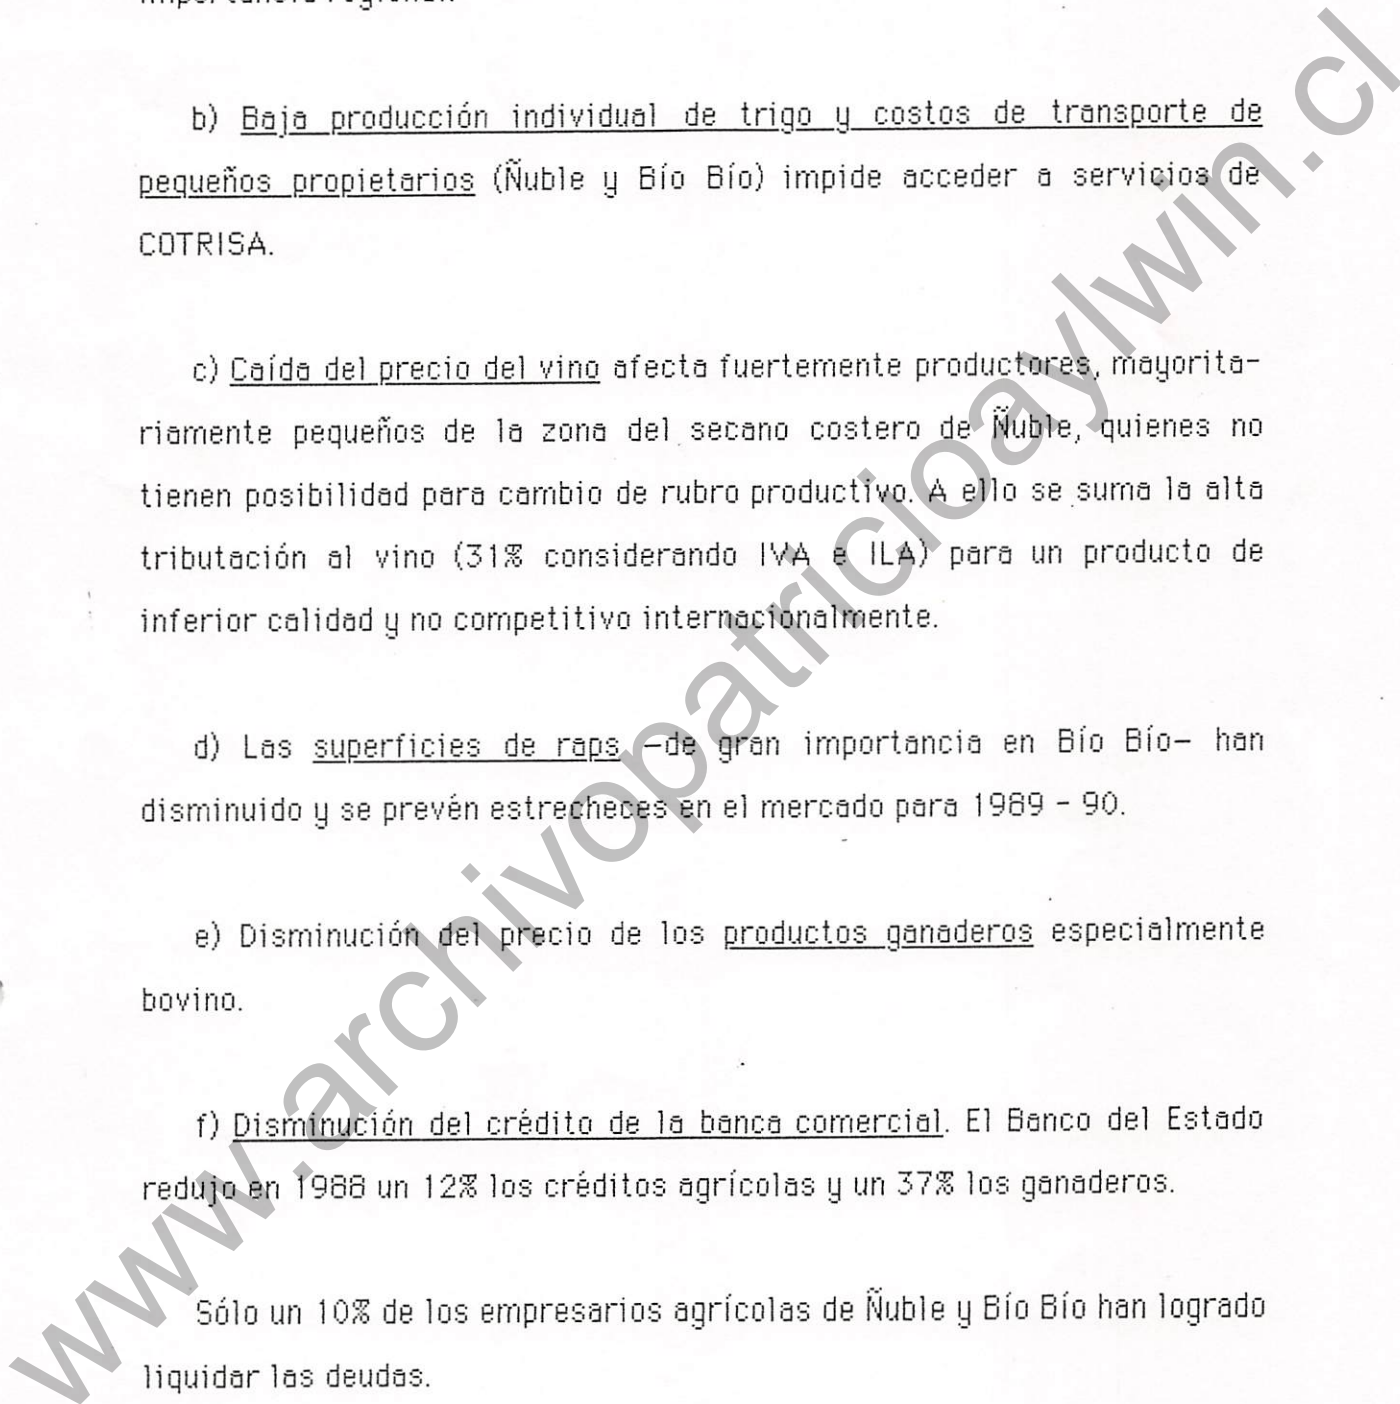 importancia regional.
b) Baja producción individual de trigo y costos de transporte de
pequeños propietarios (Ñuble y Bío Bío) impide acceder a servicios de
COTRISA.
c) Caída del precio del vino afecta fuertemente productores, mayorita-
riamente pequeños de la zona del secano costero de Ñuble, quienes no
tienen posibilidad para cambio de rubro productivo. A ello se suma la alta
tributación al vino (31% considerando IVA e ILA) para un producto de
inferior calidad y no competitivo internacionalmente.
d) Las superficies de raps –de gran importancia en Bío Bío– han
disminuido y se prevén estrecheces en el mercado para 1989 - 90.
e) Disminución del precio de los productos ganaderos especialmente
bovino.
f) Disminución del crédito de la banca comercial. El Banco del Estado
redujo en 1988 un 12% los créditos agrícolas y un 37% los ganaderos.
Sólo un 10% de los empresarios agrícolas de Ñuble y Bío Bío han logrado
liquidar las deudas.
www.archivopatricioaylwin.cl